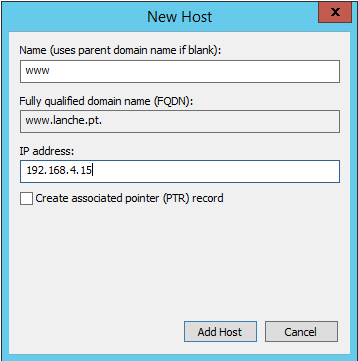 New Host
x
Name (uses parent domain name if blank):
www
Fully qualified domain name (FQDN):
www.lanche.pt.
IP address:
192.168.4.15
Create associated pointer (PTR) record
Add Host
Cancel